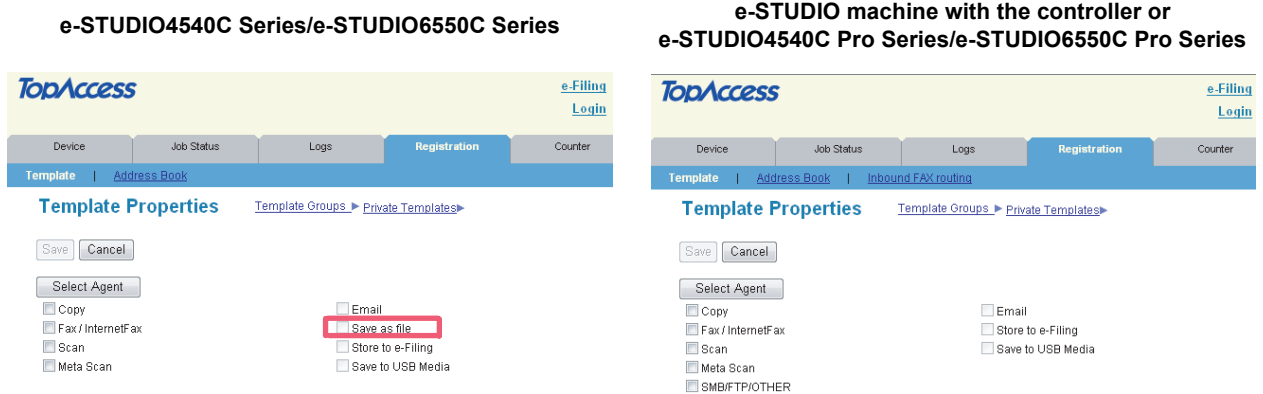 e-STUDIO4540C Series/e-STUDIO6550C Series
TopAccess
e-Filing
Login
Device Job Status Logs Registration Counter
Template | Address Book
Template Properties Template Groups ▶ Private Templates▶
Save Cancel
Select Agent
Copy Email
Fax / InternetFax Save as file
Scan Store to e-Filing
Meta Scan Save to USB Media
e-STUDIO machine with the controller or
e-STUDIO4540C Pro Series/e-STUDIO6550C Pro Series
TopAccess
e-Filing
Login
Device Job Status Logs Registration Counter
Template | Address Book | Inbound FAX routing
Template Properties Template Groups ▶ Private Templates▶
Save Cancel
Select Agent
Copy Email
Fax / InternetFax Store to e-Filing
Scan Save to USB Media
Meta Scan
SMB/FTP/OTHER